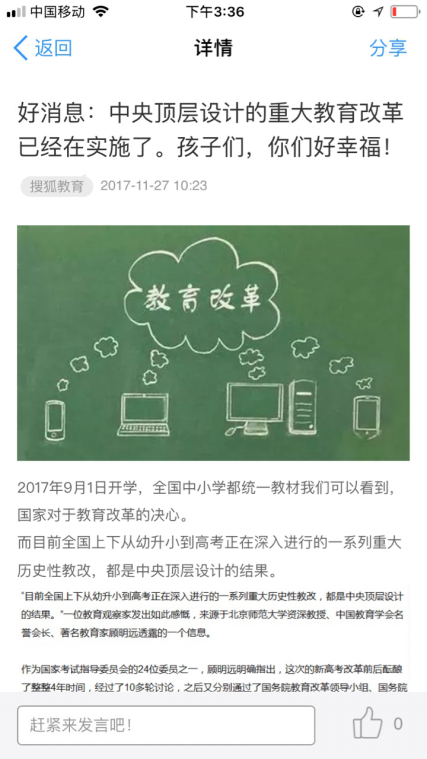 中国移动
下午3:36
返回
详情
分享
好消息：中央顶层设计的重大教育改革
已经在实施了。孩子们，你们好幸福！
搜狐教育 2017-11-27 10:23
教育改革
2017年9月1日开学，全国中小学都统一教材我们可以看到，
国家对于教育改革的决心。
而目前全国上下从幼升小到高考正在深入进行的一系列重大
历史性教改，都是中央顶层设计的结果。
"目前全国上下从幼升小到高考正在深入进行的一系列重大历史性教改，都是中央顶层设计
的结果。"一位教育观察家发出如此感慨，来源于北京师范大学资深教授、中国教育学会名
誉会长、著名教育家顾明远透露的一个信息。
作为国家考试指导委员会的24位委员之一，顾明远明确指出，这次的新高考改革前后酝酿
了整整4年时间，经过了10多轮讨论，之后又分别通过了国务院教育改革领导小组、国务院
赶紧来发言吧！
0